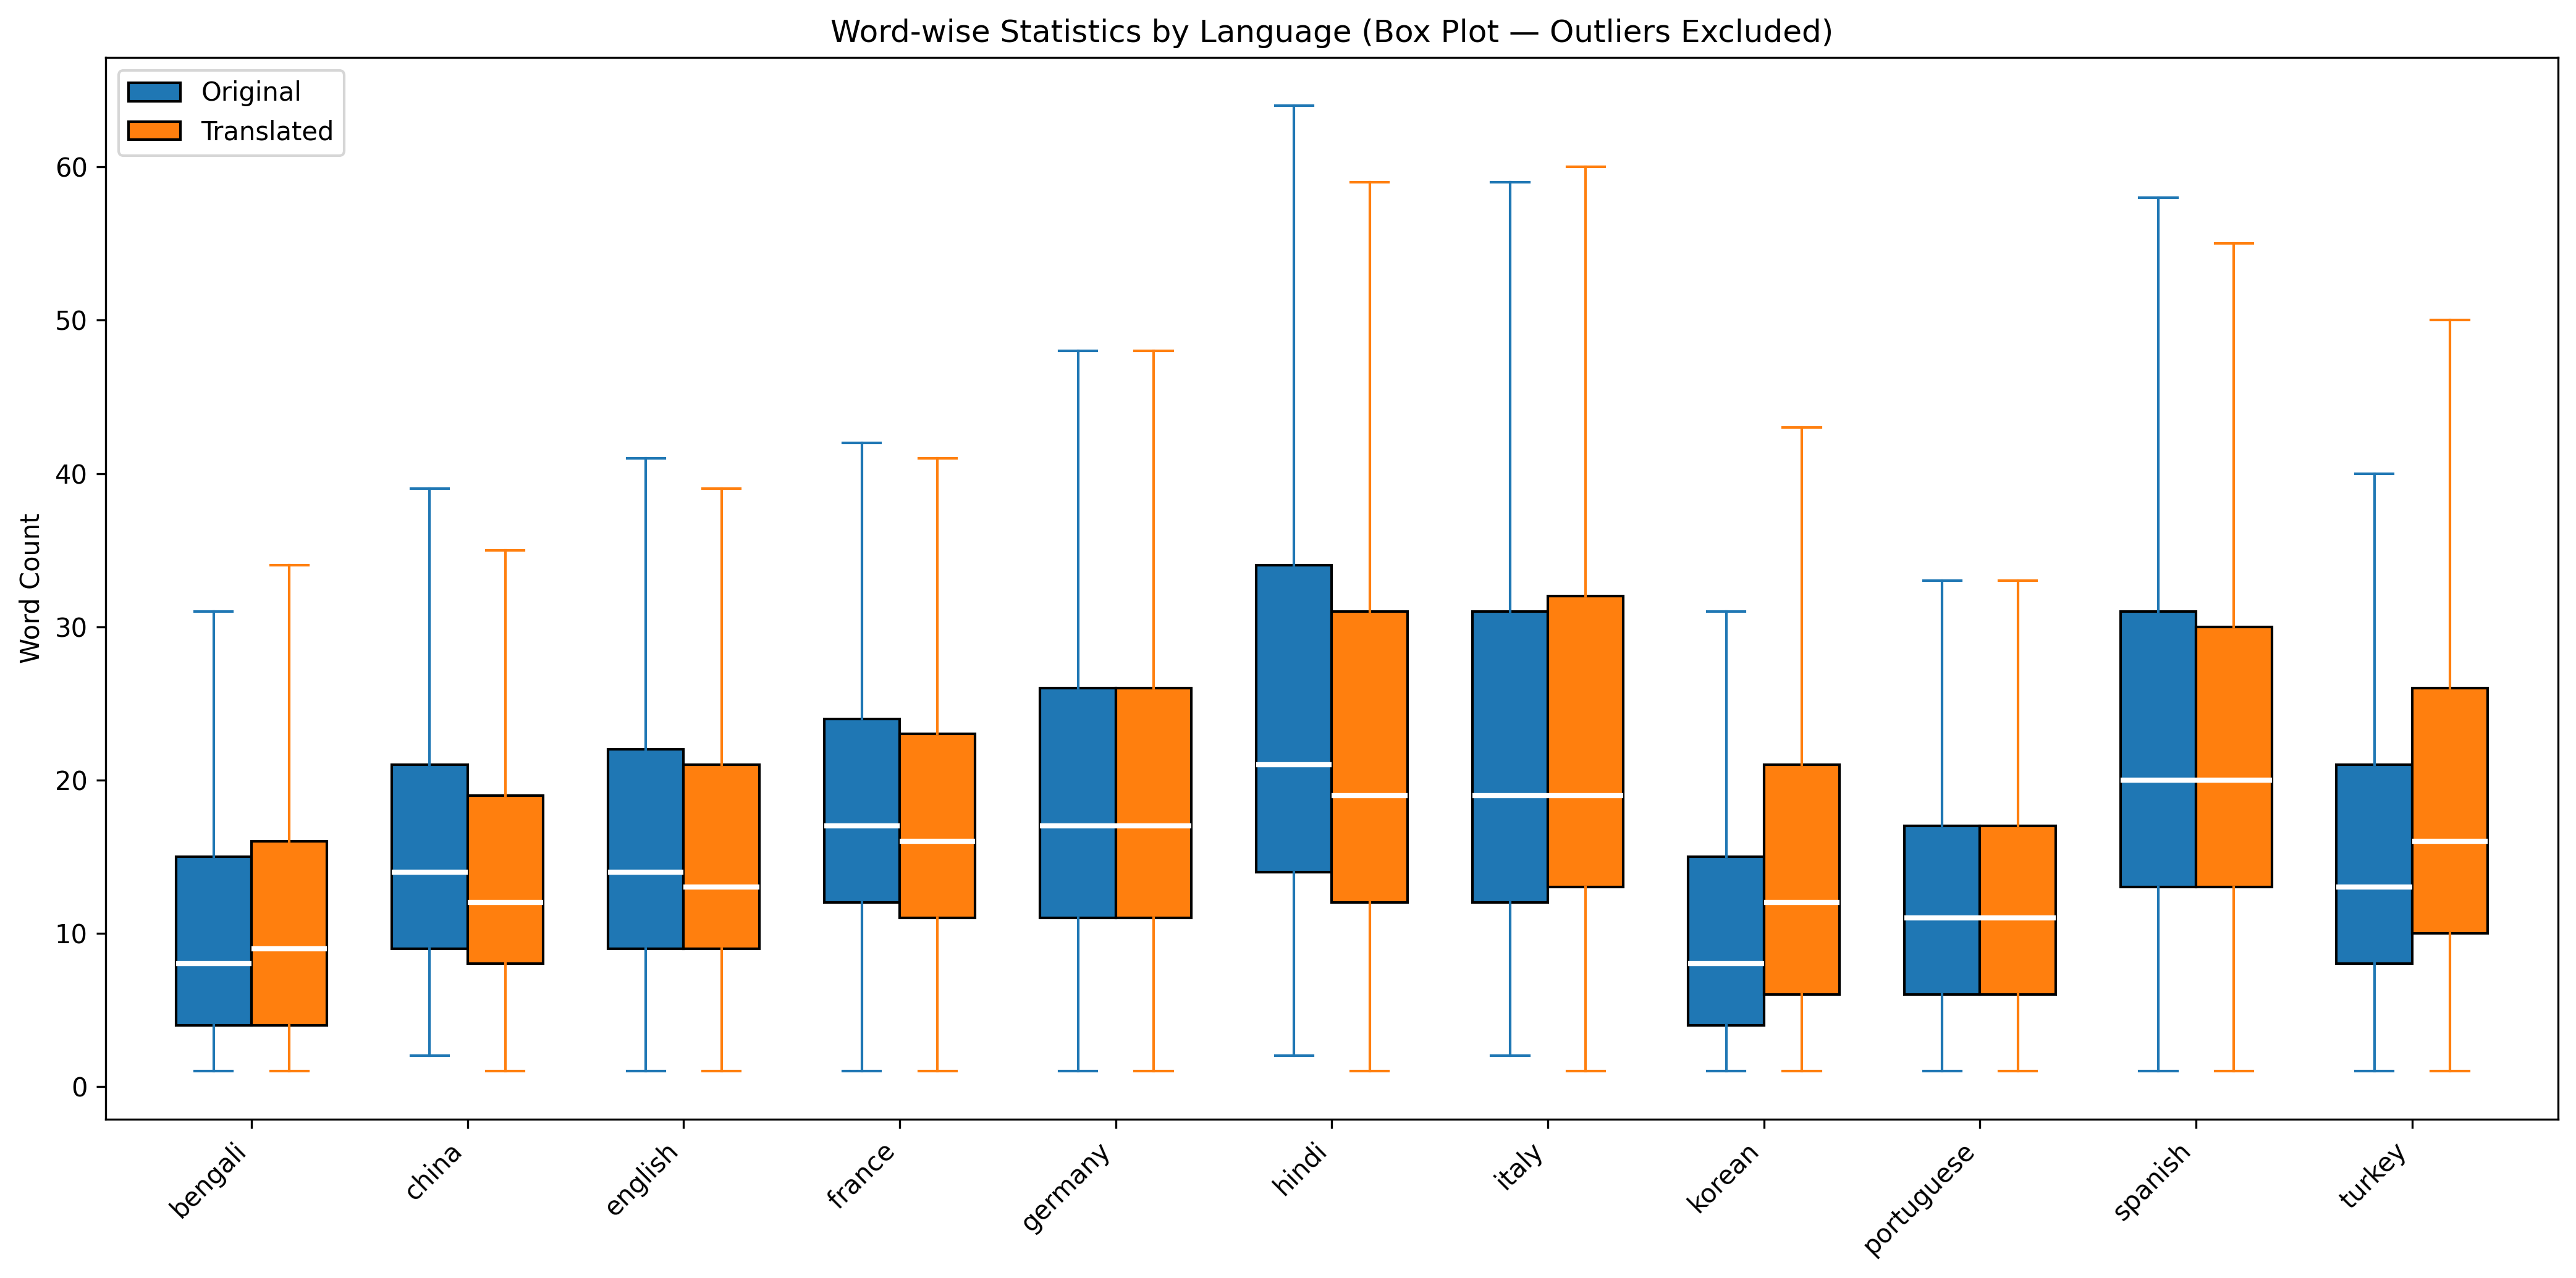 Word-wise Statistics by Language (Box Plot — Outliers Excluded)
Original
Translated
Word Count
60
50
40
30
20
10
0
bengali
china
english
france
germany
hindi
italy
korean
portuguese
spanish
turkey